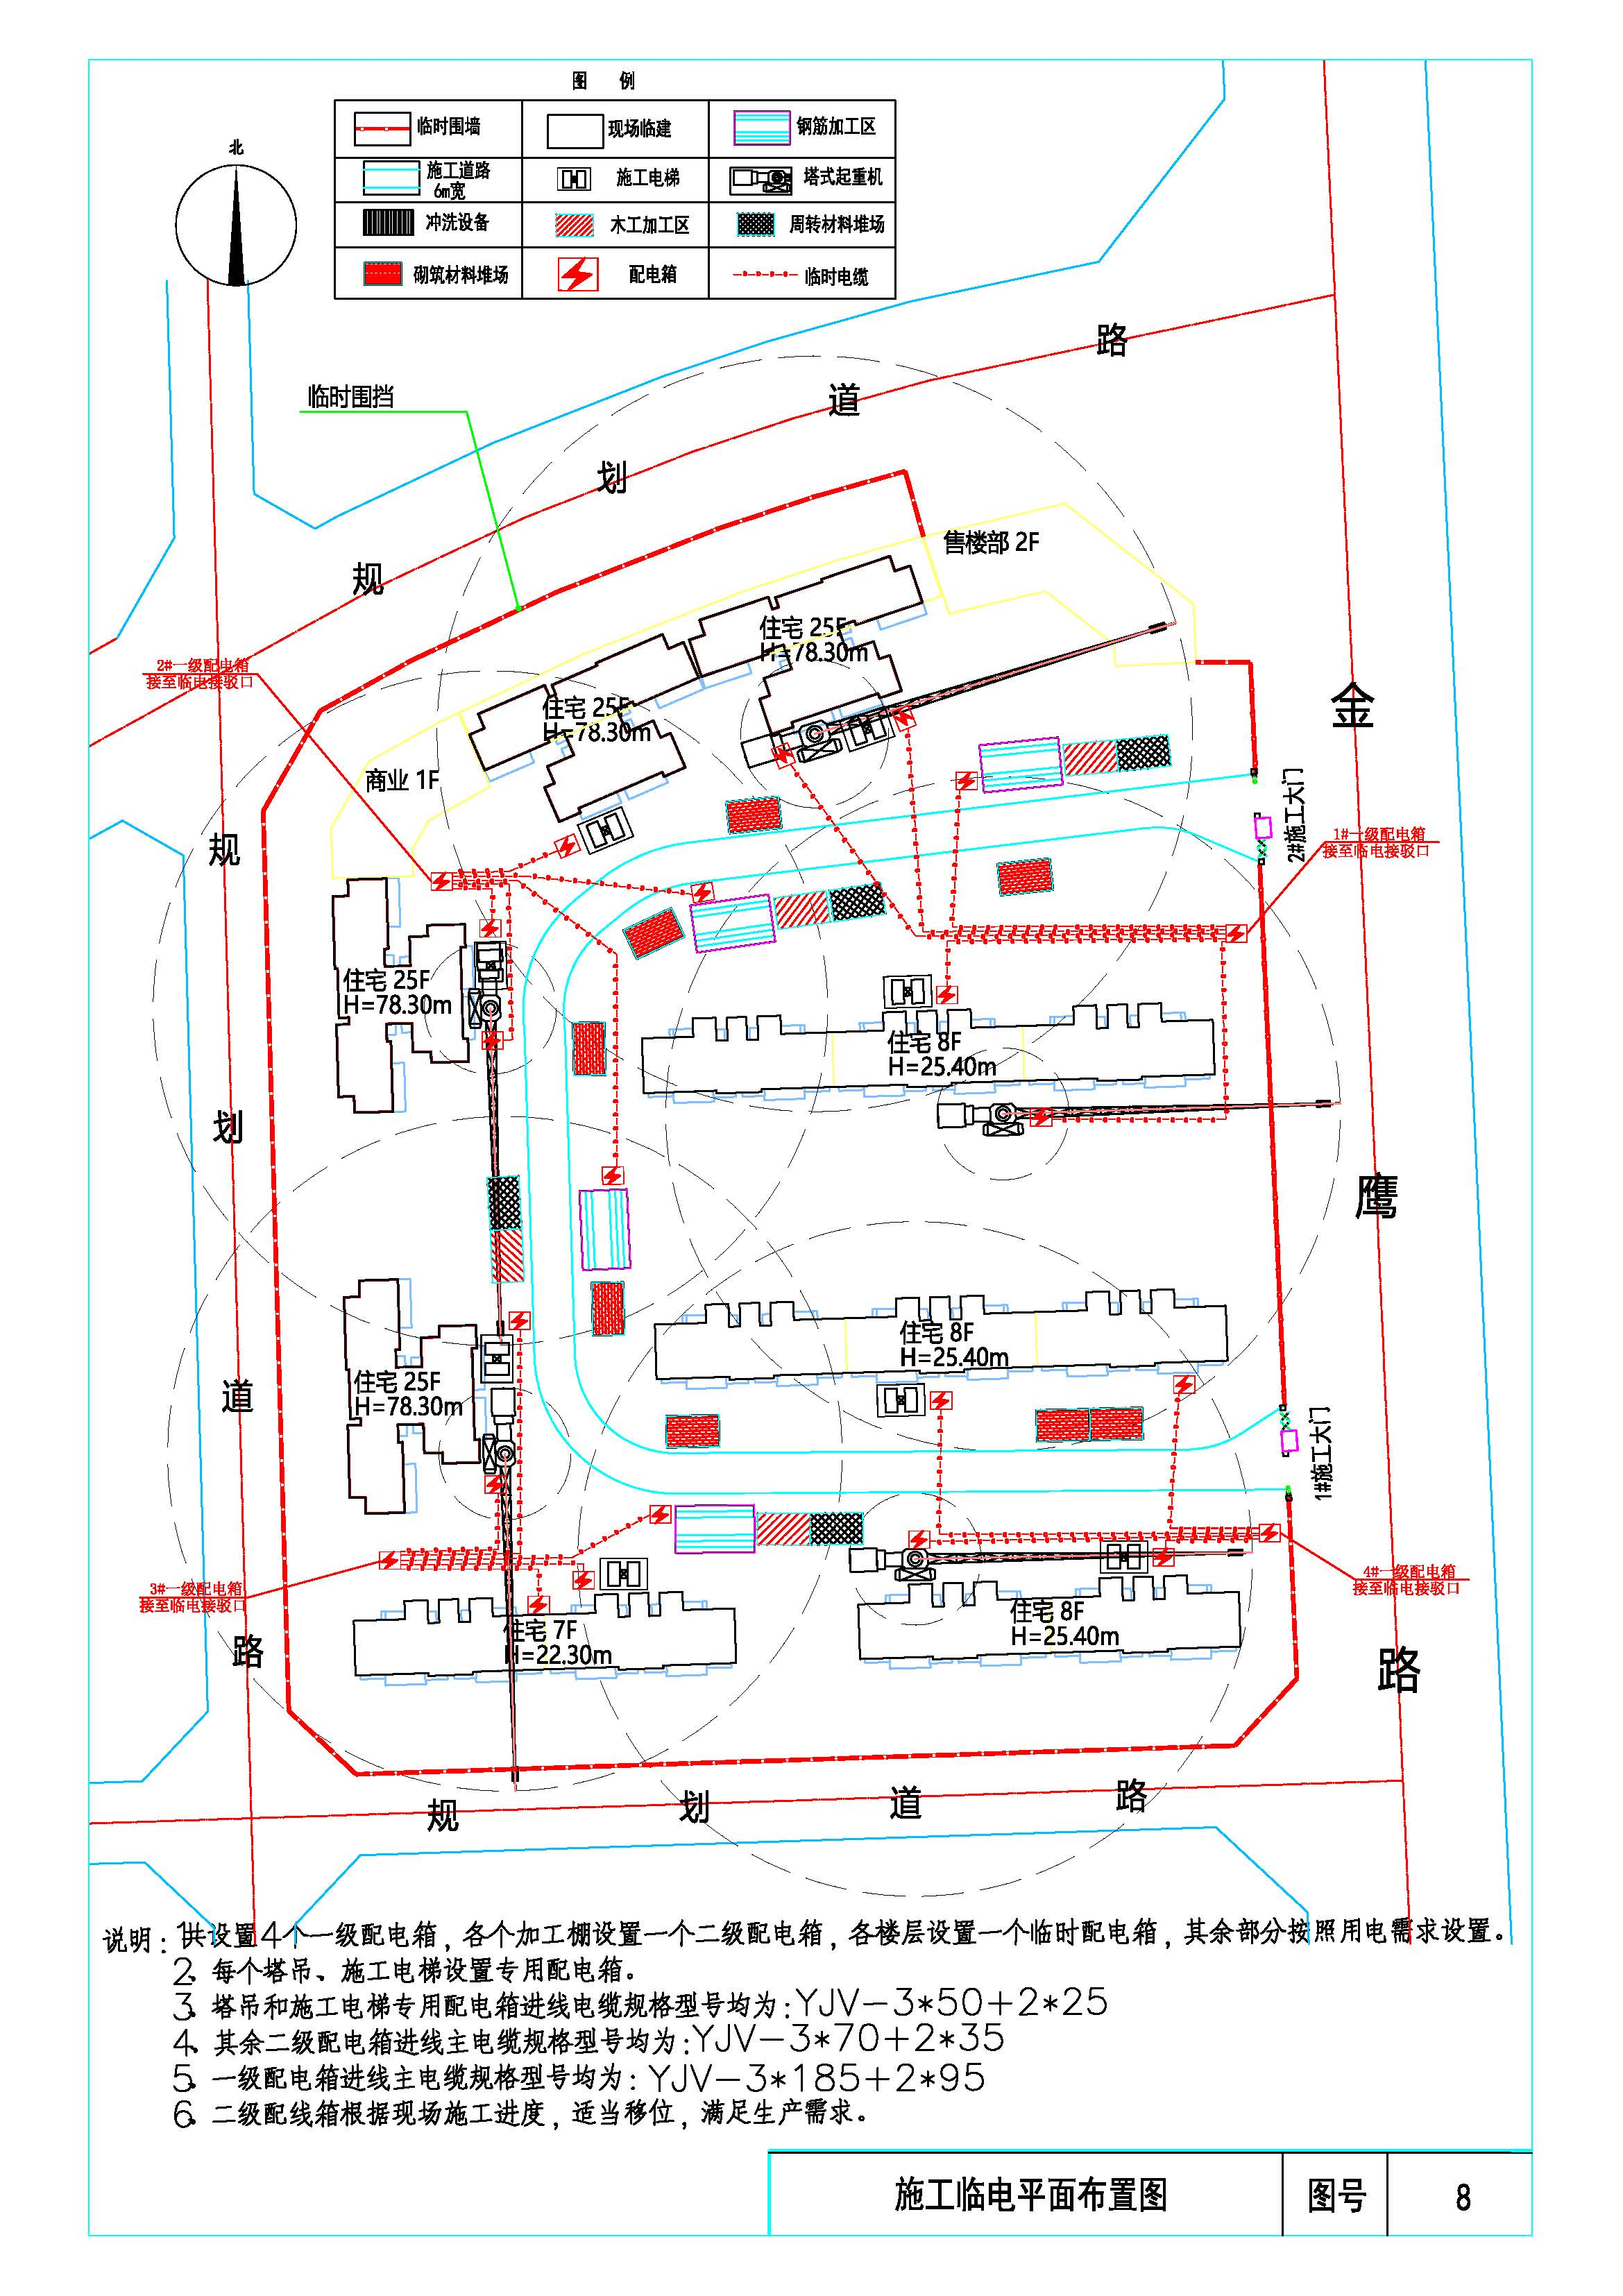 图 例
临时围墙
现场临建
钢筋加工区
施工道路
6m宽
施工电梯
塔式起重机
冲洗设备
木工加工区
周转材料堆场
砌筑材料堆场
配电箱
临时电缆
北
临时围挡
规 划 道 路
售楼部 2F
住宅 25F
H=78.30m
住宅 25F
H=78.30m
商业 1F
2#一级配电箱
接至临电接驳口
金 鹰 路
2#施工大门
1#一级配电箱
接至临电接驳口
规 划 道 路
住宅 25F
H=78.30m
住宅 8F
H=25.40m
住宅 8F
H=25.40m
住宅 25F
H=78.30m
1#施工大门
3#一级配电箱
接至临电接驳口
4#一级配电箱
接至临电接驳口
住宅 7F
H=22.30m
住宅 8F
H=25.40m
规 划 道 路
说明：1共设置4个一级配电箱，各个加工棚设置一个二级配电箱，各楼层设置一个临时配电箱，其余部分按照用电需求设置。
2、每个塔吊、施工电梯设置专用配电箱。
3、塔吊和施工电梯专用配电箱进线电缆规格型号均为：YJV-3*50+2*25
4、其余二级配电箱进线主电缆规格型号均为：YJV-3*70+2*35
5、一级配电箱进线主电缆规格型号均为：YJV-3*185+2*95
6、二级配线箱根据现场施工进度，适当移位，满足生产需求。
施工临电平面布置图
图号
8